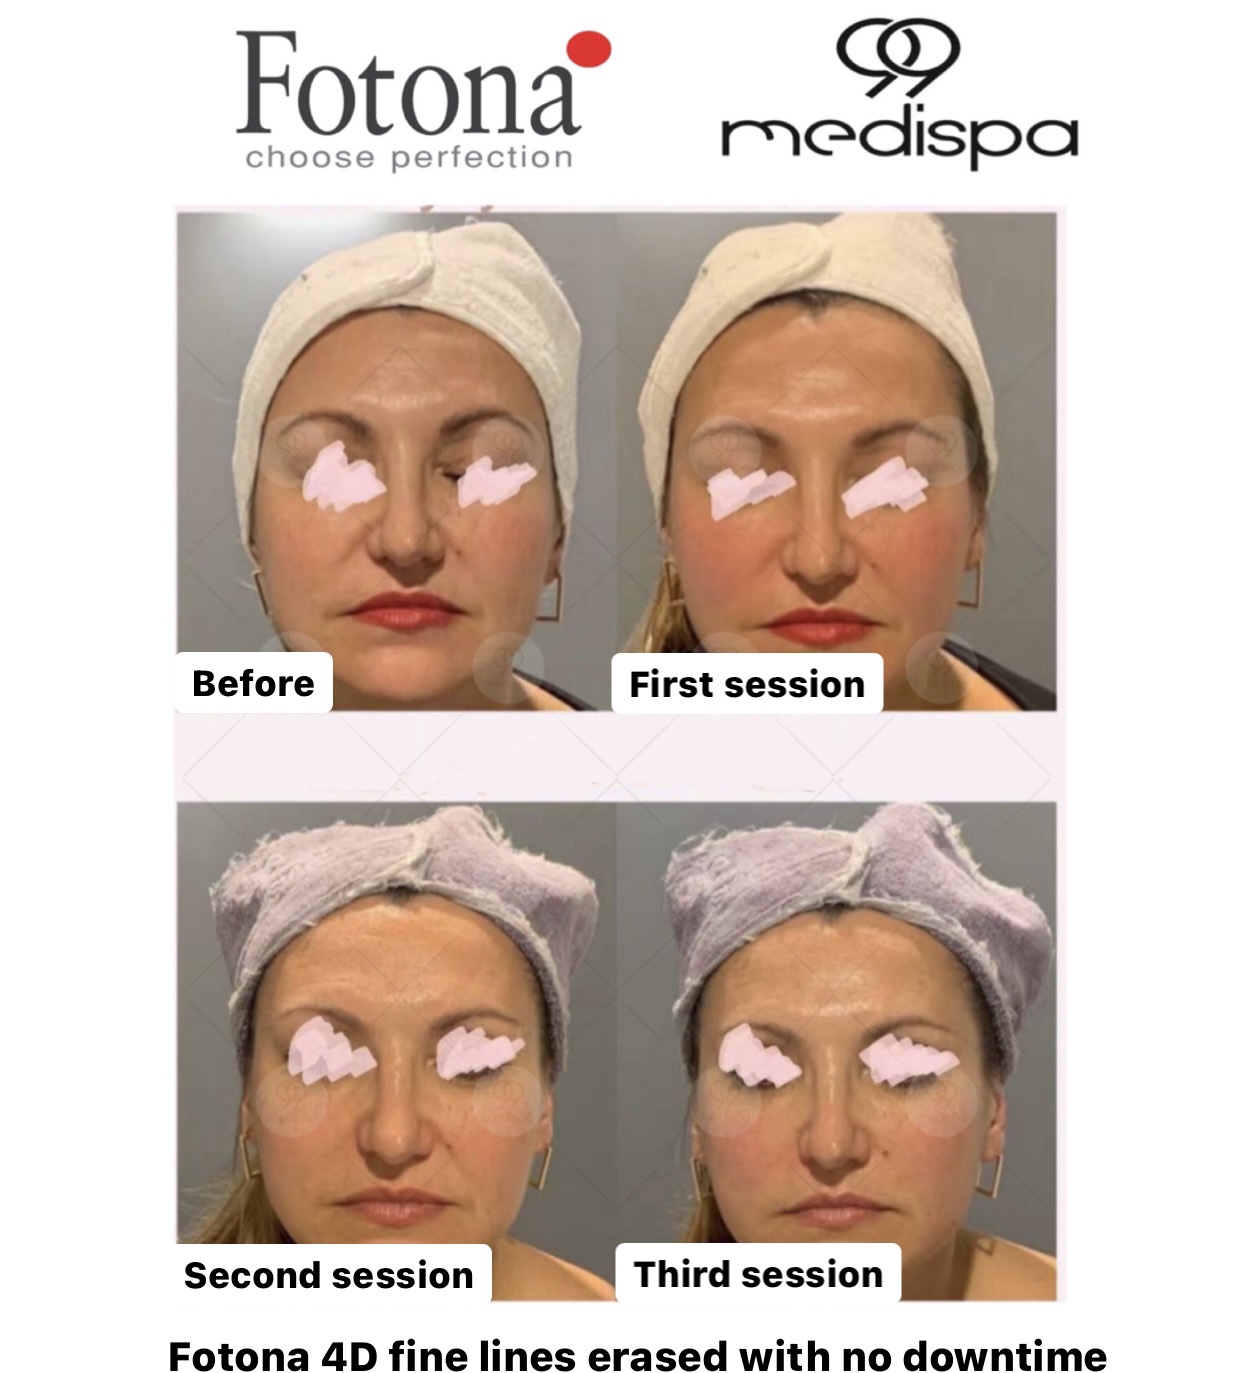 Fotona
choose perfection
99
medispa
Before
First session
Second session
Third session
Fotona 4D fine lines erased with no downtime